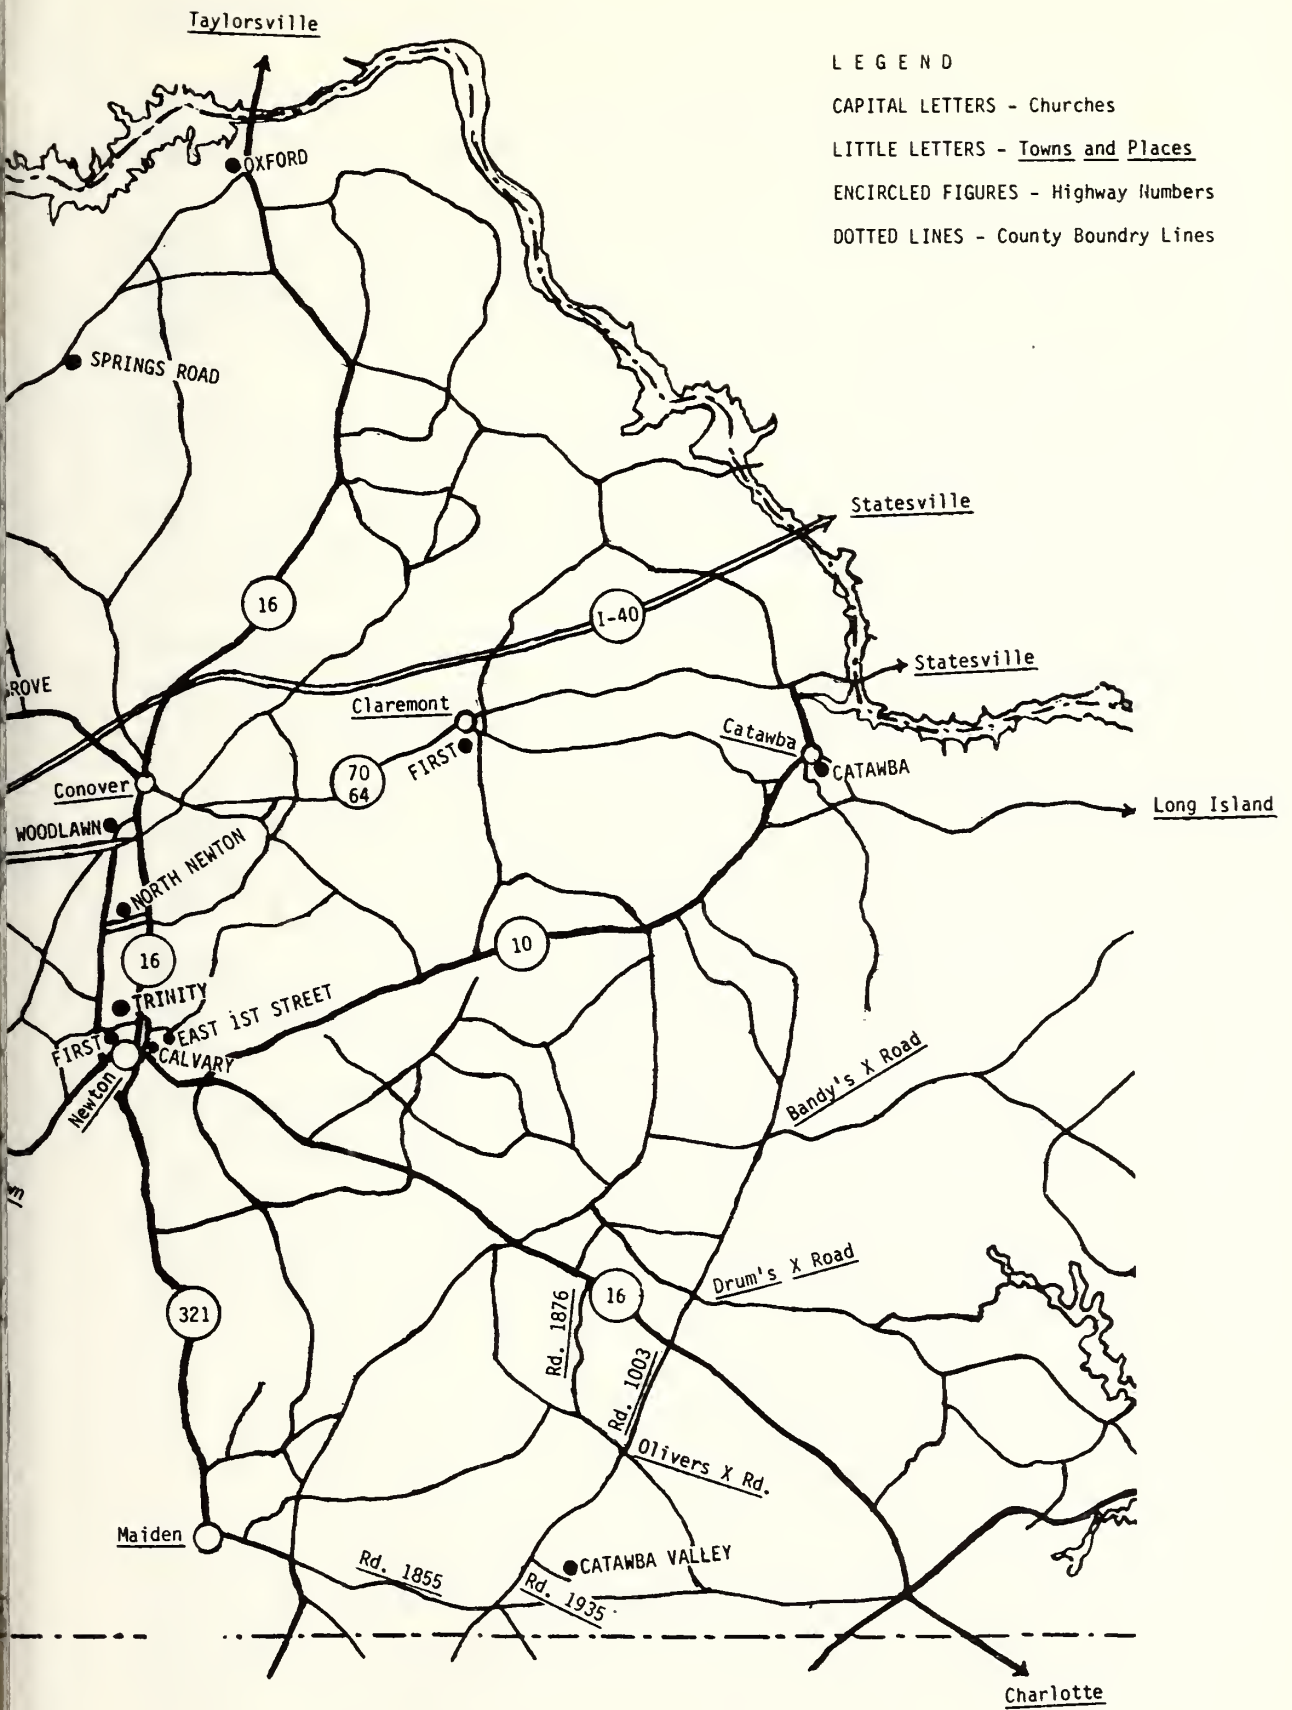 Taylorsville
L E G E N D
CAPITAL LETTERS - Churches
LITTLE LETTERS - Towns and Places
ENCIRCLED FIGURES - Highway Numbers
DOTTED LINES - County Boundry Lines
OXFORD
SPRINGS ROAD
Statesville
16
I-40
Statesville
ROVE
Claremont
Catawba
FIRST
70
64
CATAWBA
Conover
Long Island
WOODLAWN
NORTH NEWTON
10
16
TRINITY
EAST 1ST STREET
FIRST
CALVARY
Newton
Bandy's X Road
wn
Drum's X Road
321
16
Rd. 1876
Rd. 1003
Olivers X Rd.
Maiden
CATAWBA VALLEY
Rd. 1855
Rd. 1935
Charlotte